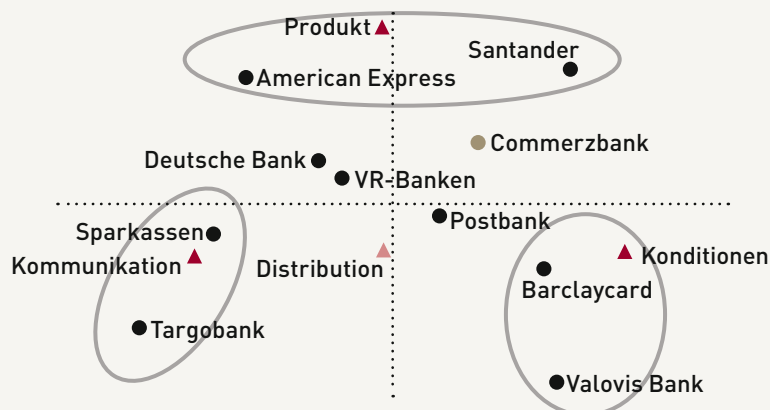 Produkt
Santander
American Express
Commerzbank
Deutsche Bank
VR-Banken
Postbank
Sparkassen
Kommunikation
Distribution
Konditionen
Barclaycard
Targobank
Valovis Bank